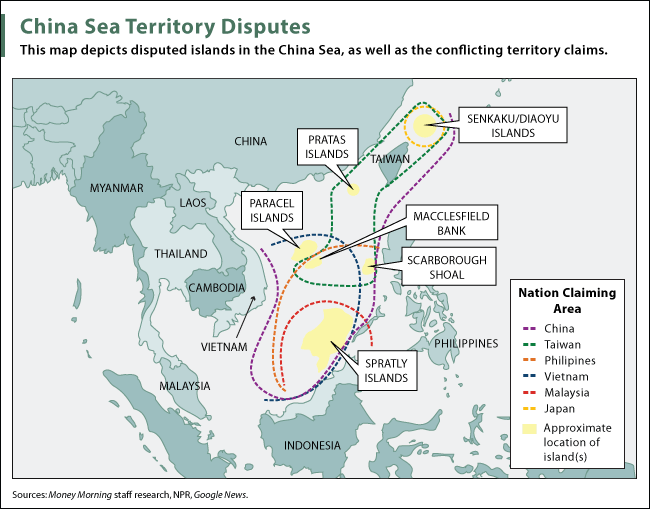 China Sea Territory Disputes
This map depicts disputed islands in the China Sea, as well as the conflicting territory claims.
SENKAKU/DIAOYU
ISLANDS
CHINA
PRATAS
ISLANDS
TAIWAN
MYANMAR
LAOS
PARACEL
ISLANDS
MACCLESFIELD
BANK
THAILAND
SCARBOROUGH
SHOAL
CAMBODIA
Nation Claiming
Area
China
Taiwan
Philipines
Vietnam
Malaysia
Japan
Approximate
location of
island(s)
VIETNAM
PHILIPPINES
SPRATLY
ISLANDS
MALAYSIA
INDONESIA
Sources: Money Morning staff research, NPR, Google News.